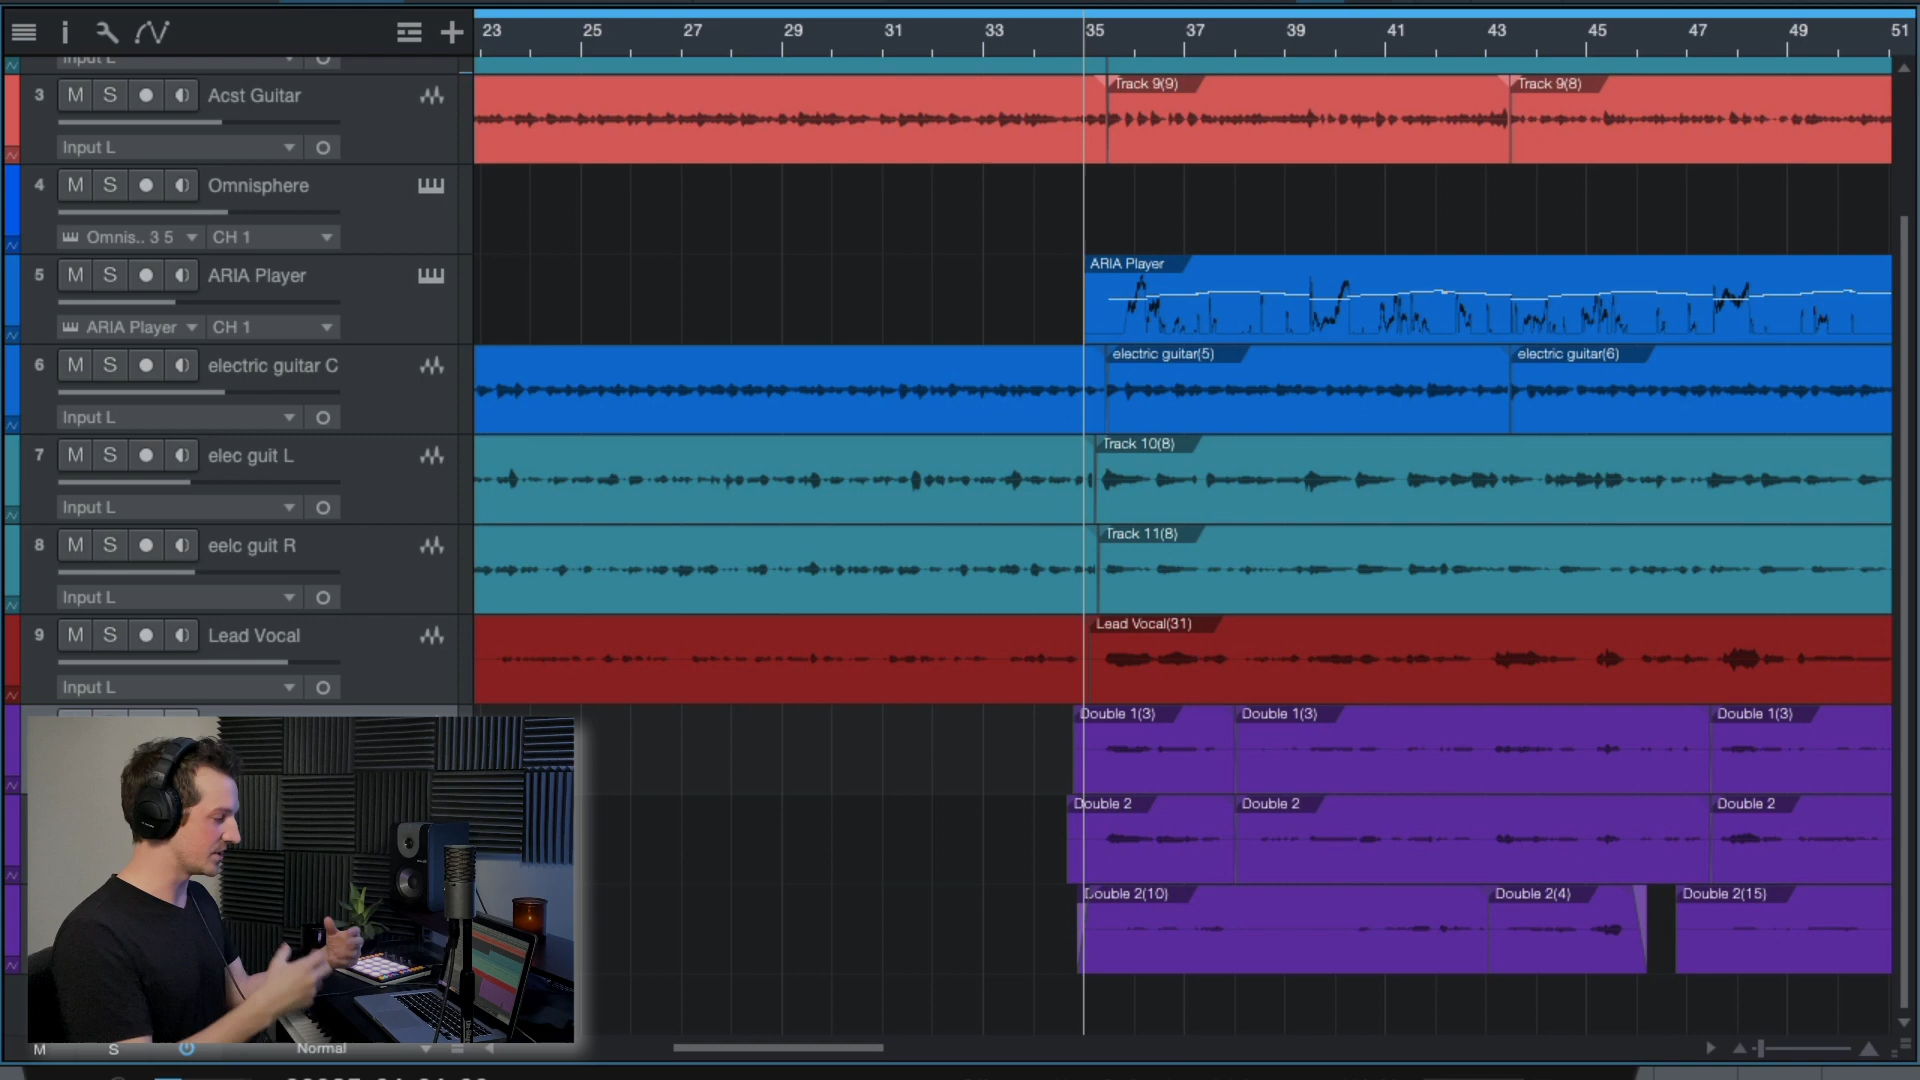 23 25 27 29 31 33 35 37 39 41 43 45 47 49 51
Input L
3 M S Acst Guitar
Input L
Track 9(9) Track 9(8)
4 M S Omnisphere
Omnis.. 3 5 CH 1
5 M S ARIA Player
ARIA Player CH 1
ARIA Player
6 M S electric guitar C
Input L
electric guitar(5) electric guitar(6)
7 M S elec guit L
Input L
Track 10(8)
8 M S eelc guit R
Input L
Track 11(8)
9 M S Lead Vocal
Input L
Lead Vocal(31)
Double 1(3) Double 1(3) Double 1(3)
Double 2 Double 2 Double 2
Double 2(10) Double 2(4) Double 2(15)
M S Normal